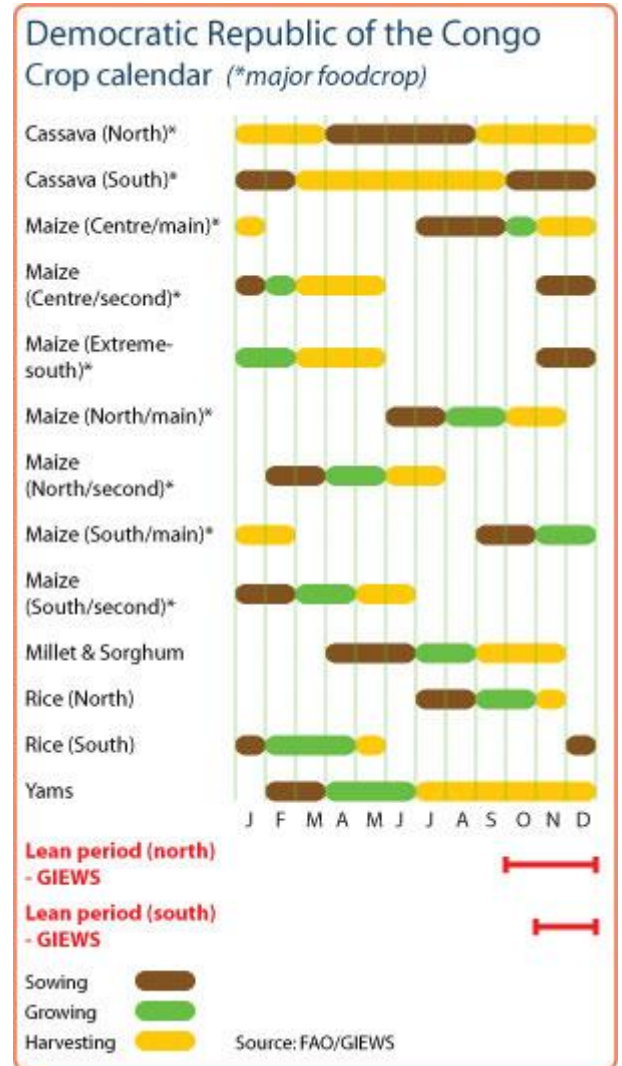 Democratic Republic of the Congo
Crop calendar (*major foodcrop)
Cassava (North)*
Cassava (South)*
Maize (Centre/main)*
Maize
(Centre/second)*
Maize (Extreme-
south)*
Maize (North/main)*
Maize
(North/second)*
Maize (South/main)*
Maize
(South/second)*
Millet & Sorghum
Rice (North)
Rice (South)
Yams
J F M A M J J A S O N D
Lean period (north)
- GIEWS
Lean period (south)
- GIEWS
Sowing
Growing
Harvesting Source: FAO/GIEWS